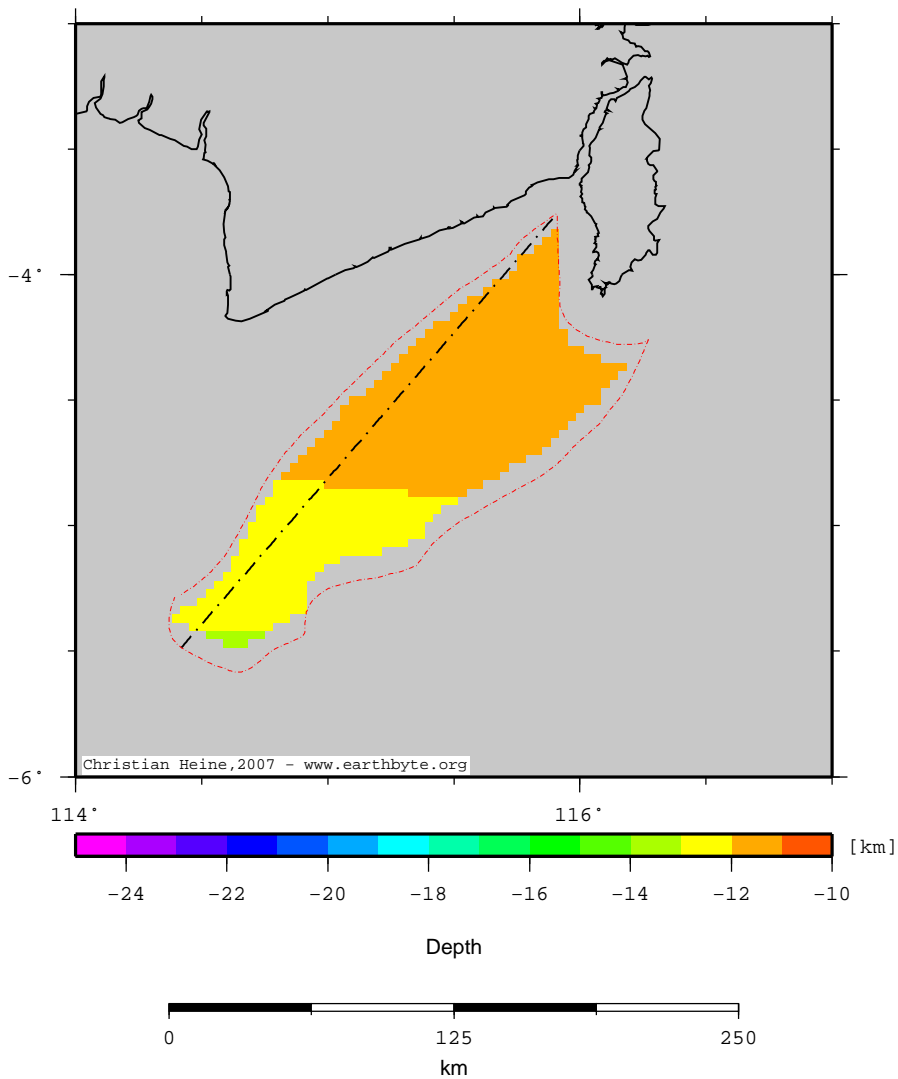 −4°
−6°
Christian Heine,2007 − www.earthbyte.org
114° 116°
[km]
−24 −22 −20 −18 −16 −14 −12 −10
Depth
0 125 250
km